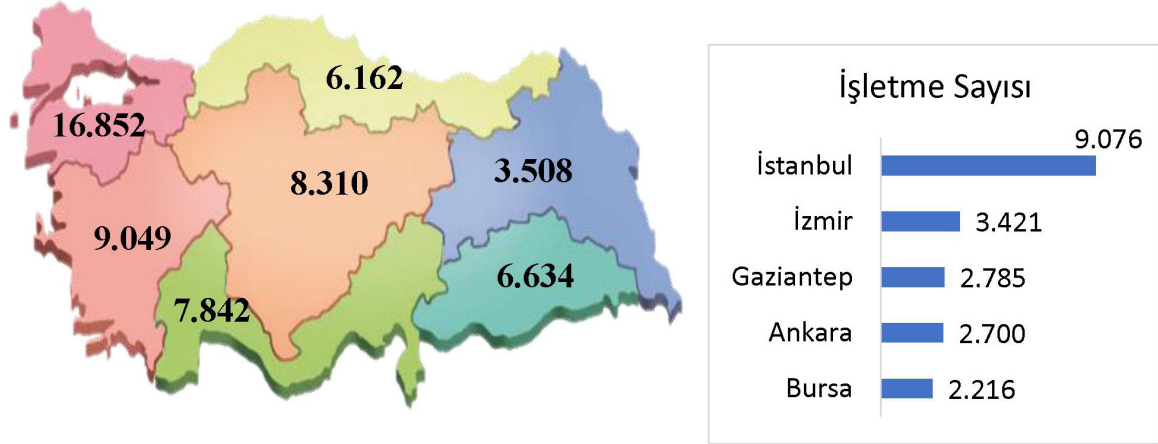 6.162
16.852
8.310
3.508
9.049
6.634
7.842
İşletme Sayısı
İstanbul 9.076
İzmir 3.421
Gaziantep 2.785
Ankara 2.700
Bursa 2.216